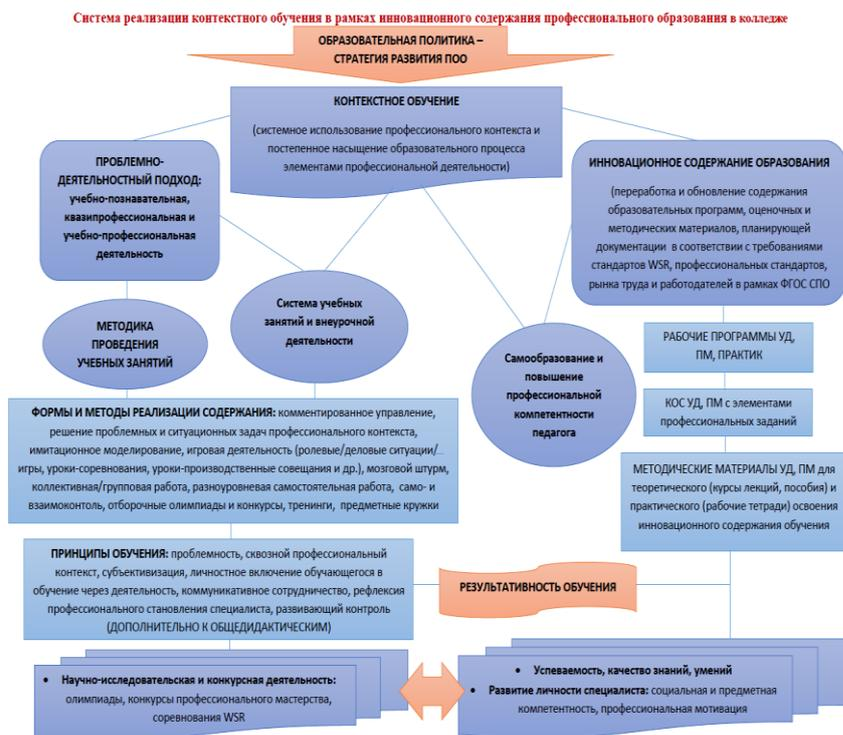 Система реализации контекстного обучения в рамках инновационного содержания профессионального образования в колледже
ОБРАЗОВАТЕЛЬНАЯ ПОЛИТИКА –
СТРАТЕГИЯ РАЗВИТИЯ ПОО
КОНТЕКСТНОЕ ОБУЧЕНИЕ
(системное использование профессионального контекста и
постепенное насыщение образовательного процесса
элементами профессиональной деятельности)
ПРОБЛЕМНО-
ДЕЯТЕЛЬНОСТНЫЙ ПОДХОД:
учебно-познавательная,
квазипрофессиональная и
учебно-профессиональная
деятельность
ИННОВАЦИОННОЕ СОДЕРЖАНИЕ ОБРАЗОВАНИЯ
(переработка и обновление содержания
образовательных программ, оценочных и
методических материалов, планирующей
документации в соответствии с требованиями
стандартов WSR, профессиональных стандартов,
рынка труда и работодателей в рамках ФГОС СПО
МЕТОДИКА
ПРОВЕДЕНИЯ
УЧЕБНЫХ ЗАНЯТИЙ
Система учебных
занятий и внеурочной
деятельности
Самообразование и
повышение
профессиональной
компетентности
педагога
РАБОЧИЕ ПРОГРАММЫ УД,
ПМ, ПРАКТИК
КОС УД, ПМ с элементами
профессиональных заданий
МЕТОДИЧЕСКИЕ МАТЕРИАЛЫ УД, ПМ для
теоретического (курсы лекций, пособия) и
практического (рабочие тетради) освоения
инновационного содержания обучения
ФОРМЫ И МЕТОДЫ РЕАЛИЗАЦИИ СОДЕРЖАНИЯ: комментированное управление,
решение проблемных и ситуационных задач профессионального контекста,
имитационное моделирование, игровая деятельность (ролевые/деловые ситуации/
игры, уроки-соревнования, уроки-производственные совещания и др.), мозговой штурм,
коллективная/групповая работа, разноуровневая самостоятельная работа, само- и
взаимоконтоль, отборочные олимпиады и конкурсы, тренинги, предметные кружки
ПРИНЦИПЫ ОБУЧЕНИЯ: проблемность, сквозной профессиональный
контекст, субъективизация, личностное включение обучающегося в
обучение через деятельность, коммуникативное сотрудничество, рефлексия
профессионального становления специалиста, развивающий контроль
(ДОПОЛНИТЕЛЬНО К ОБЩЕДИДАКТИЧЕСКИМ)
РЕЗУЛЬТАТИВНОСТЬ ОБУЧЕНИЯ
• Научно-исследовательская и конкурсная деятельность:
олимпиады, конкурсы профессионального мастерства,
соревнования WSR
• Успеваемость, качество знаний, умений
• Развитие личности специалиста: социальная и предметная
компетентность, профессиональная мотивация